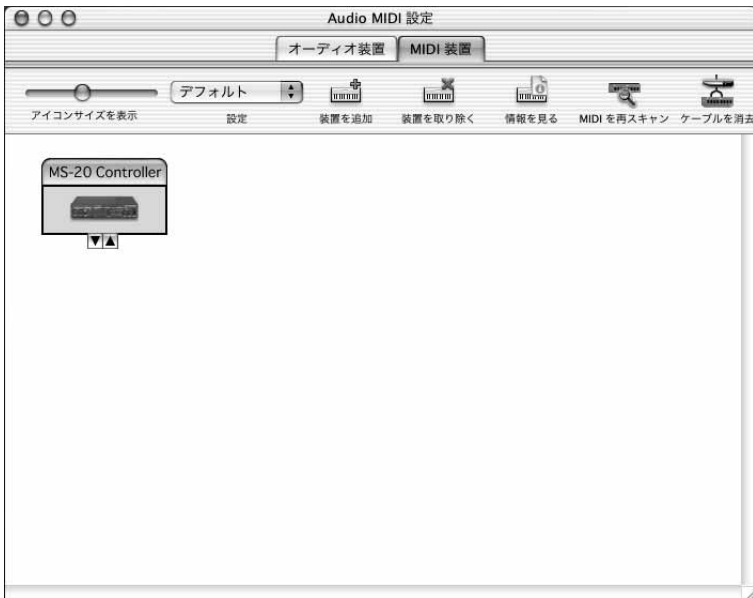 Audio MIDI 設定
オーディオ装置 MIDI 装置
デフォルト
アイコンサイズを表示 設定 装置を追加 装置を取り除く 情報を見る MIDI を再スキャン ケーブルを消去
MS-20 Controller